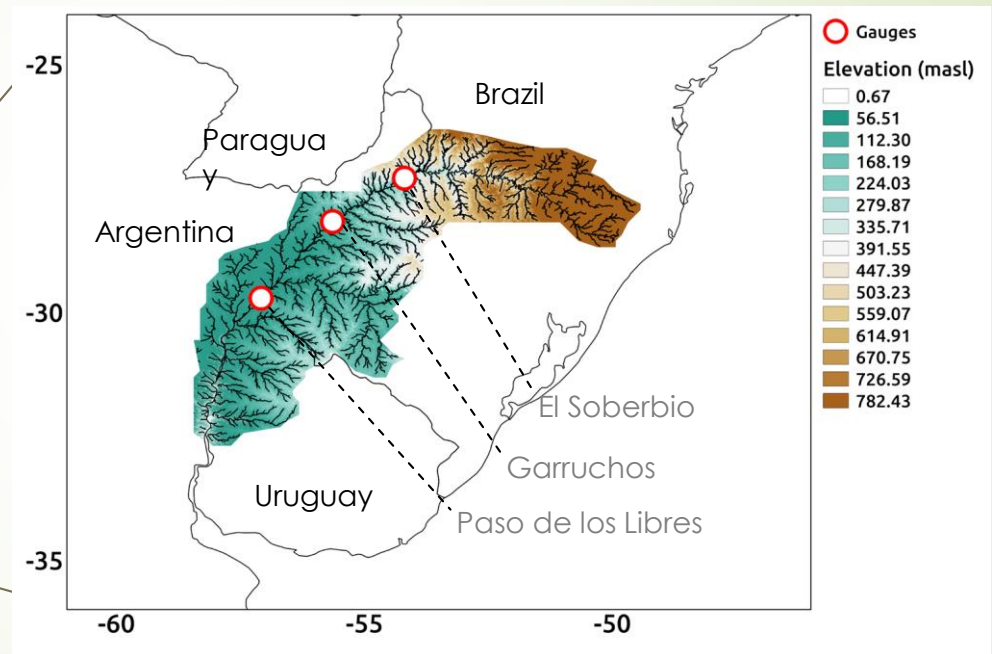 -25
-30
-35
-60
-55
-50
Brazil
Paragua
y
Argentina
Uruguay
El Soberbio
Garruchos
Paso de los Libres
Gauges
Elevation (masl)
0.67
56.51
112.30
168.19
224.03
279.87
335.71
391.55
447.39
503.23
559.07
614.91
670.75
726.59
782.43